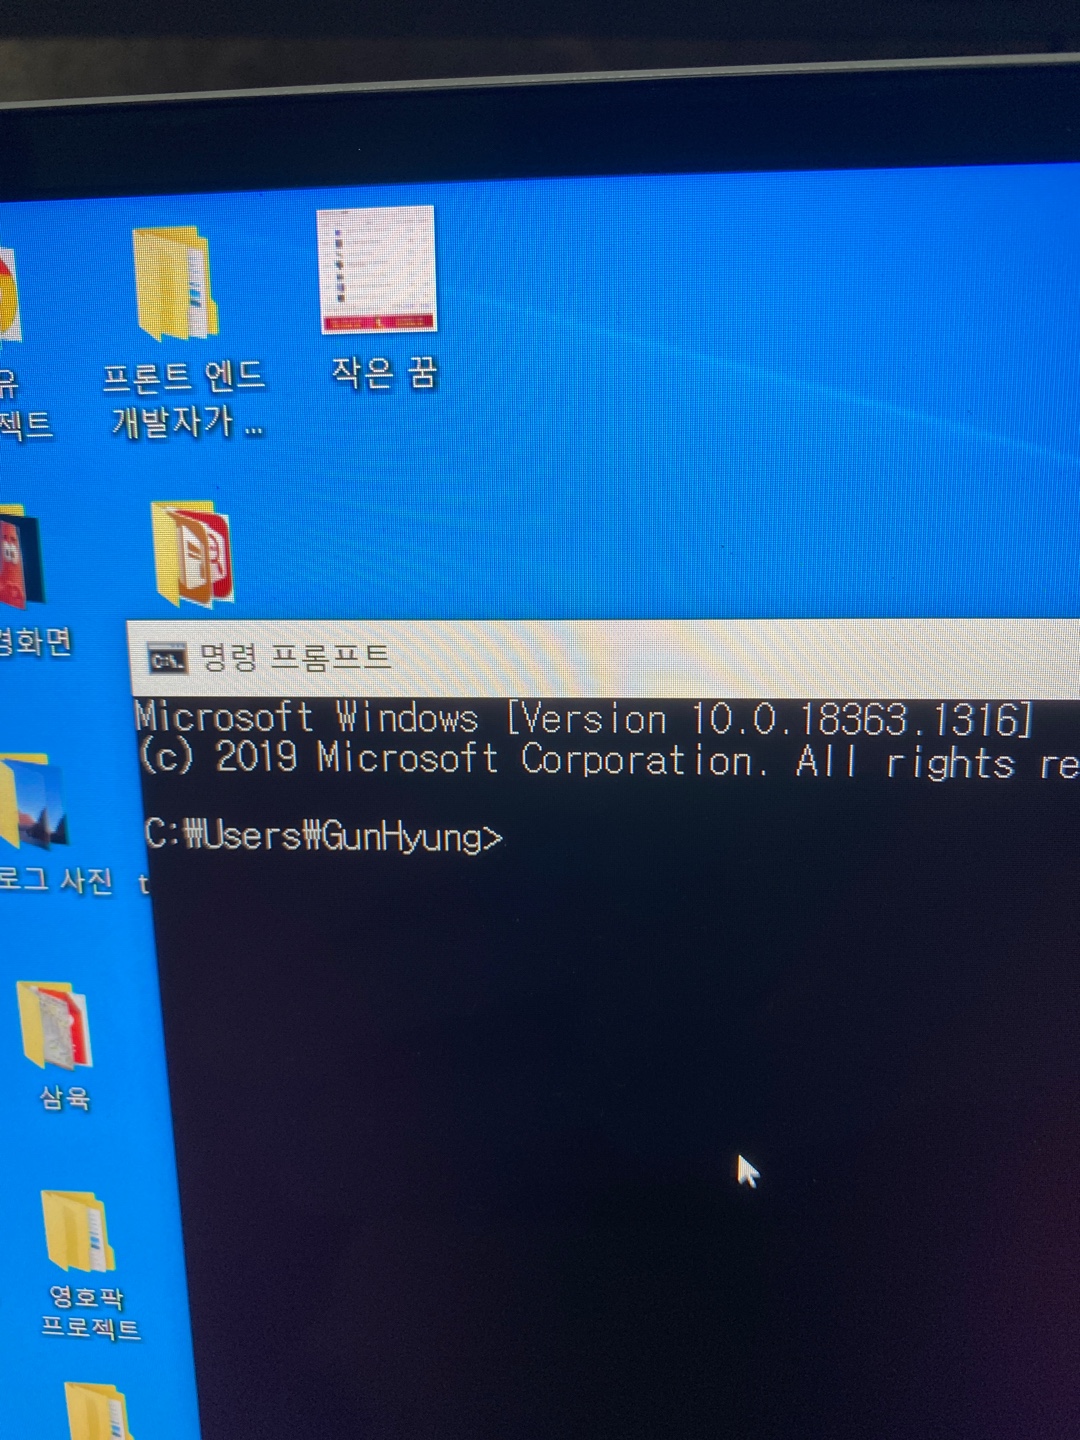 유
젝트
프론트 엔드
개발자가 ...
작은 꿈
경화면
명령 프롬프트
Microsoft Windows [Version 10.0.18363.1316]
(c) 2019 Microsoft Corporation. All rights re
C:₩Users₩GunHyung>
로그 사진
t
삼육
영호팍
프로젝트